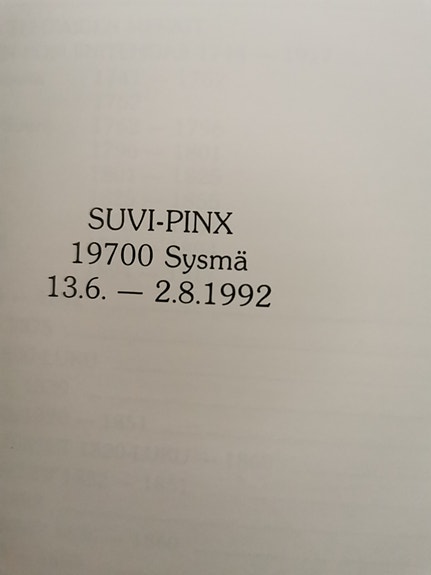 SUVI-PINX
19700 Sysmä
13.6. — 2.8.1992